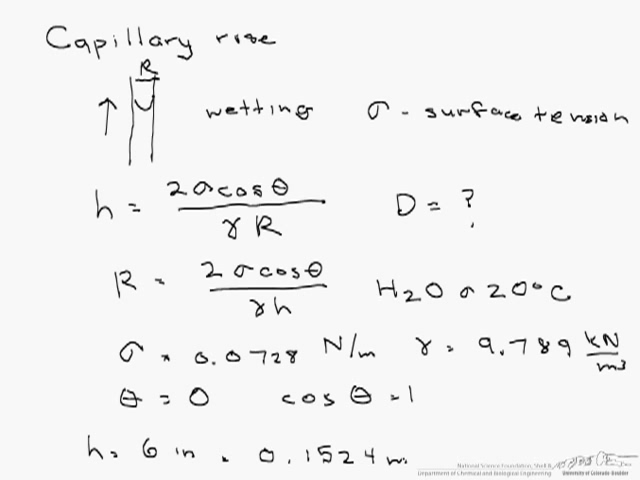 Capillary rise
R
wetting σ - surface tension
h = 2σcosθ / γR D = ?
R = 2σcosθ / γh H2O @ 20°C
σ = 0.0728 N/m γ = 9.789 kN/m3
θ = 0 cosθ = 1
h = 6 in = 0.1524 m
National Science Foundation, Shell &
Department of Chemical and Biological Engineering University of Colorado Boulder